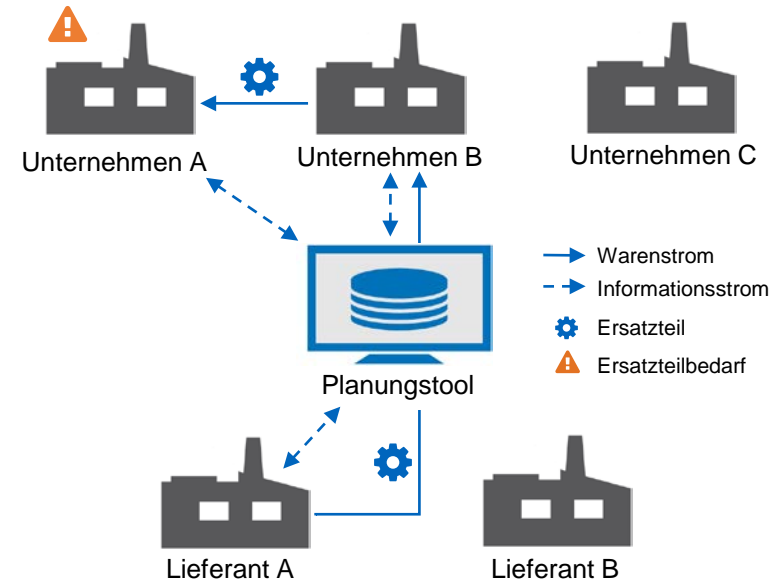 Unternehmen A
Unternehmen B
Unternehmen C
Warenstrom
Informationsstrom
Ersatzteil
Ersatzteilbedarf
Planungstool
Lieferant A
Lieferant B